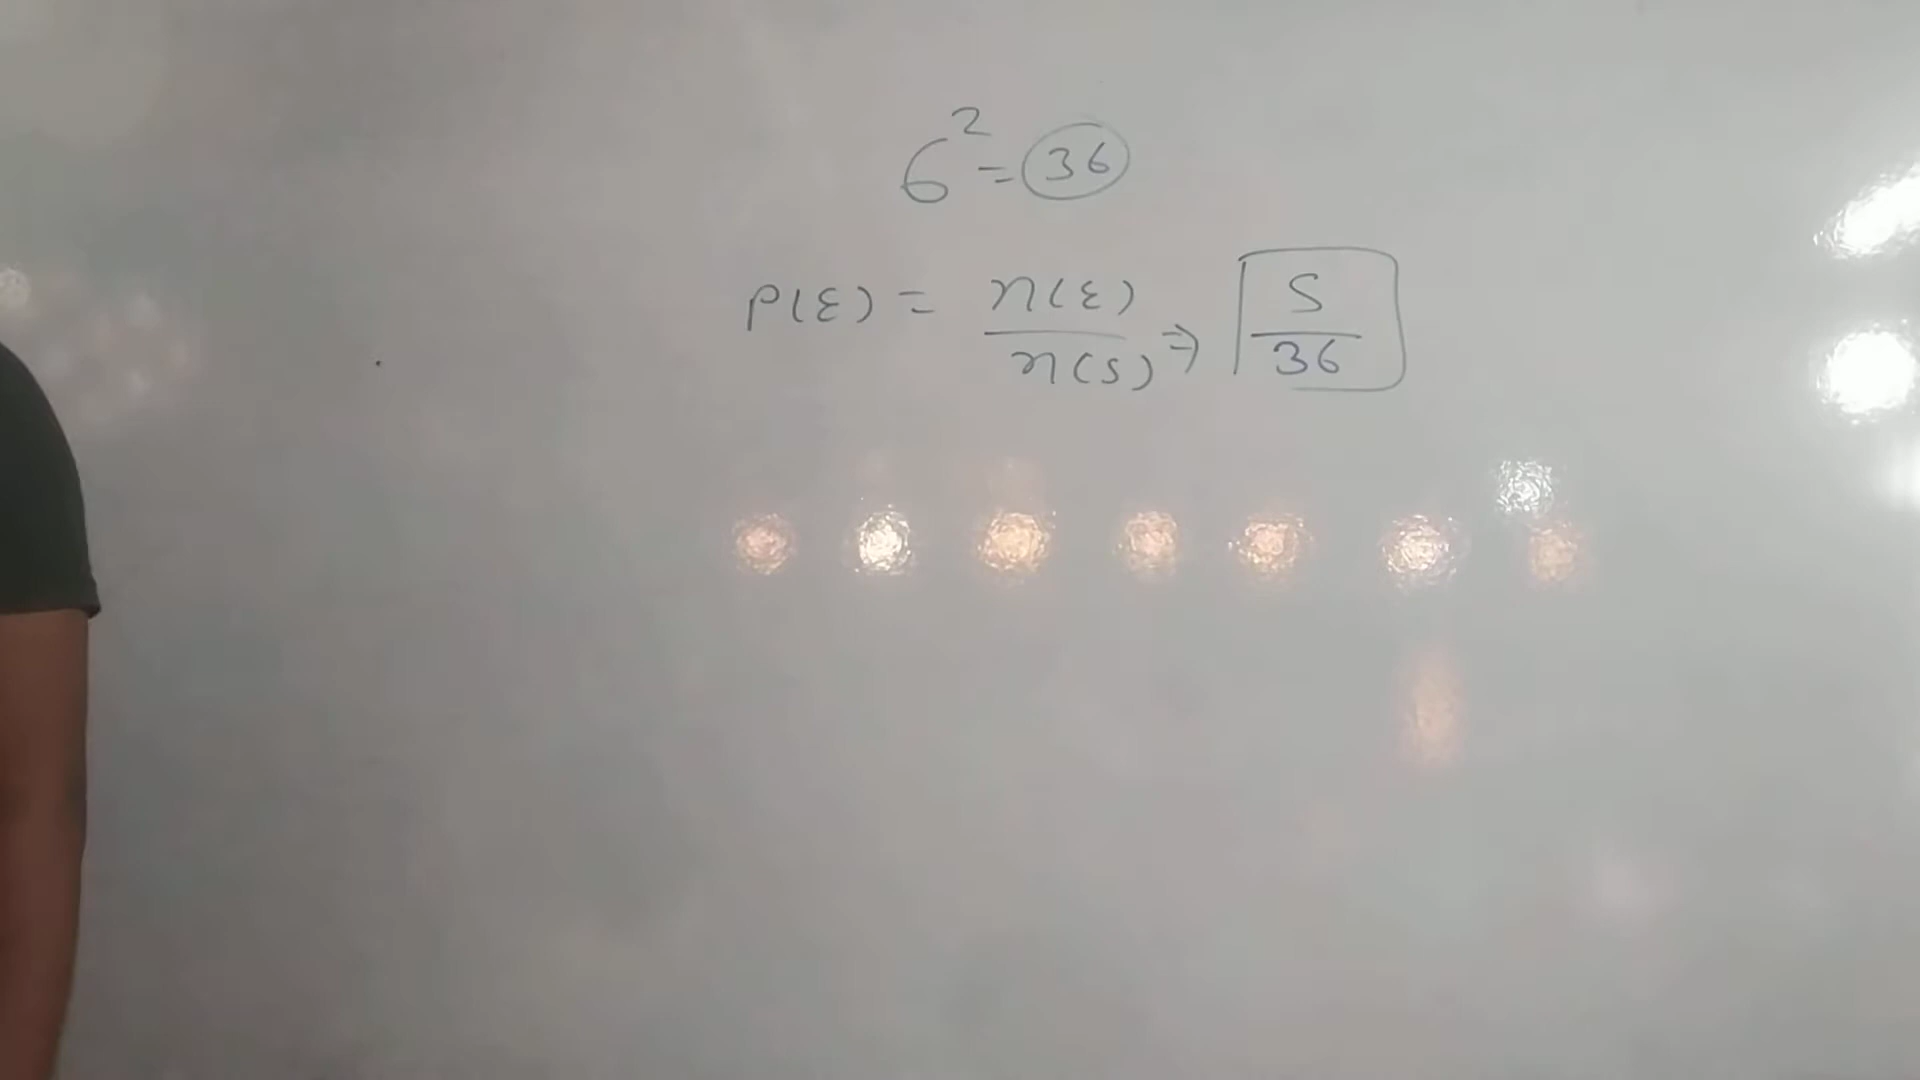 6² = 36
P(E) = n(E)/n(S) ⇒ 5/36